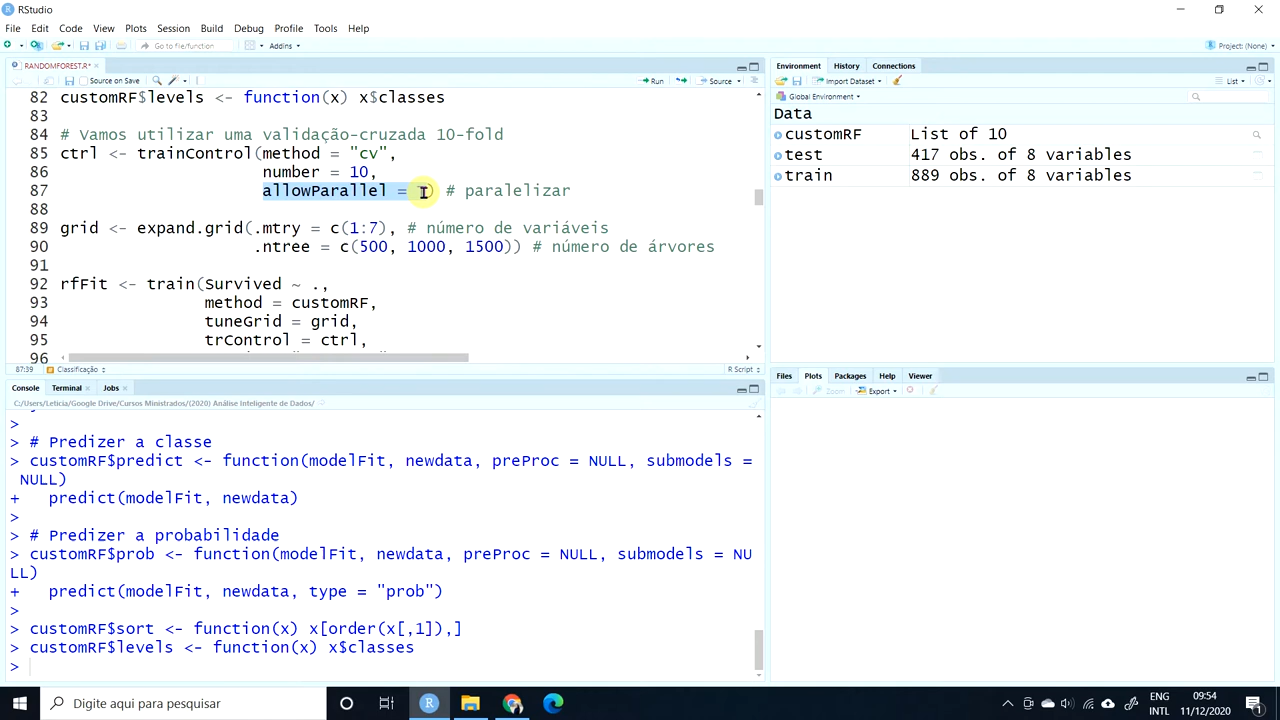 RStudio
File Edit Code View Plots Session Build Debug Profile Tools Help
Go to file/function Addins Project: (None)
RANDOMFOREST.R*
Source on Save Run Source
82 customRF$levels <- function(x) x$classes
83
84 # Vamos utilizar uma validação-cruzada 10-fold
85 ctrl <- trainControl(method = "cv",
86 number = 10,
87 allowParallel = # paralelizar
88
89 grid <- expand.grid(.mtry = c(1:7), # número de variáveis
90 .ntree = c(500, 1000, 1500)) # número de árvores
91
92 rfFit <- train(Survived ~ .,
93 method = customRF,
94 tuneGrid = grid,
95 trControl = ctrl,
96
87:39 Classificação R Script
Console Terminal Jobs
C:/Users/Leticia/Google Drive/Cursos Ministrados/(2020) Análise Inteligente de Dados/
>
> # Predizer a classe
> customRF$predict <- function(modelFit, newdata, preProc = NULL, submodels =
NULL)
+ predict(modelFit, newdata)
>
> # Predizer a probabilidade
> customRF$prob <- function(modelFit, newdata, preProc = NULL, submodels = NU
LL)
+ predict(modelFit, newdata, type = "prob")
>
> customRF$sort <- function(x) x[order(x[,1]),]
> customRF$levels <- function(x) x$classes
>
Environment History Connections
Import Dataset List
Global Environment
Data
customRF List of 10
test 417 obs. of 8 variables
train 889 obs. of 8 variables
Files Plots Packages Help Viewer
Zoom Export
Digite aqui para pesquisar
ENG 09:54
INTL 11/12/2020
1